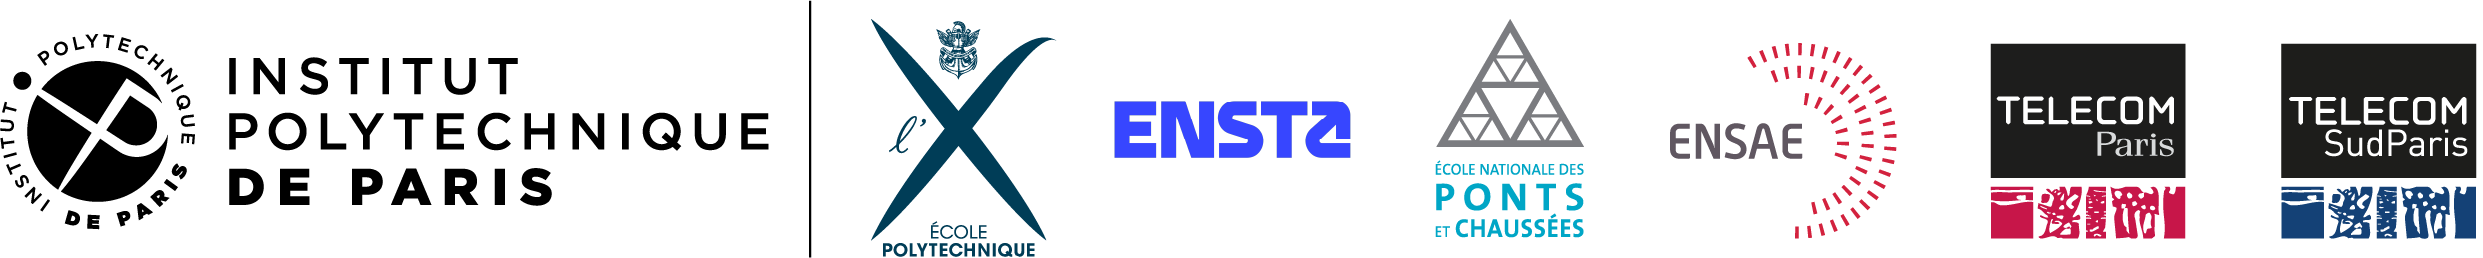 INSTITUT POLYTECHNIQUE DE PARIS
INSTITUT
POLYTECHNIQUE
DE PARIS
l'X
ÉCOLE
POLYTECHNIQUE
ENSTA
ÉCOLE NATIONALE DES
PONTS
ET CHAUSSÉES
ENSAE
TELECOM
Paris
TELECOM
SudParis